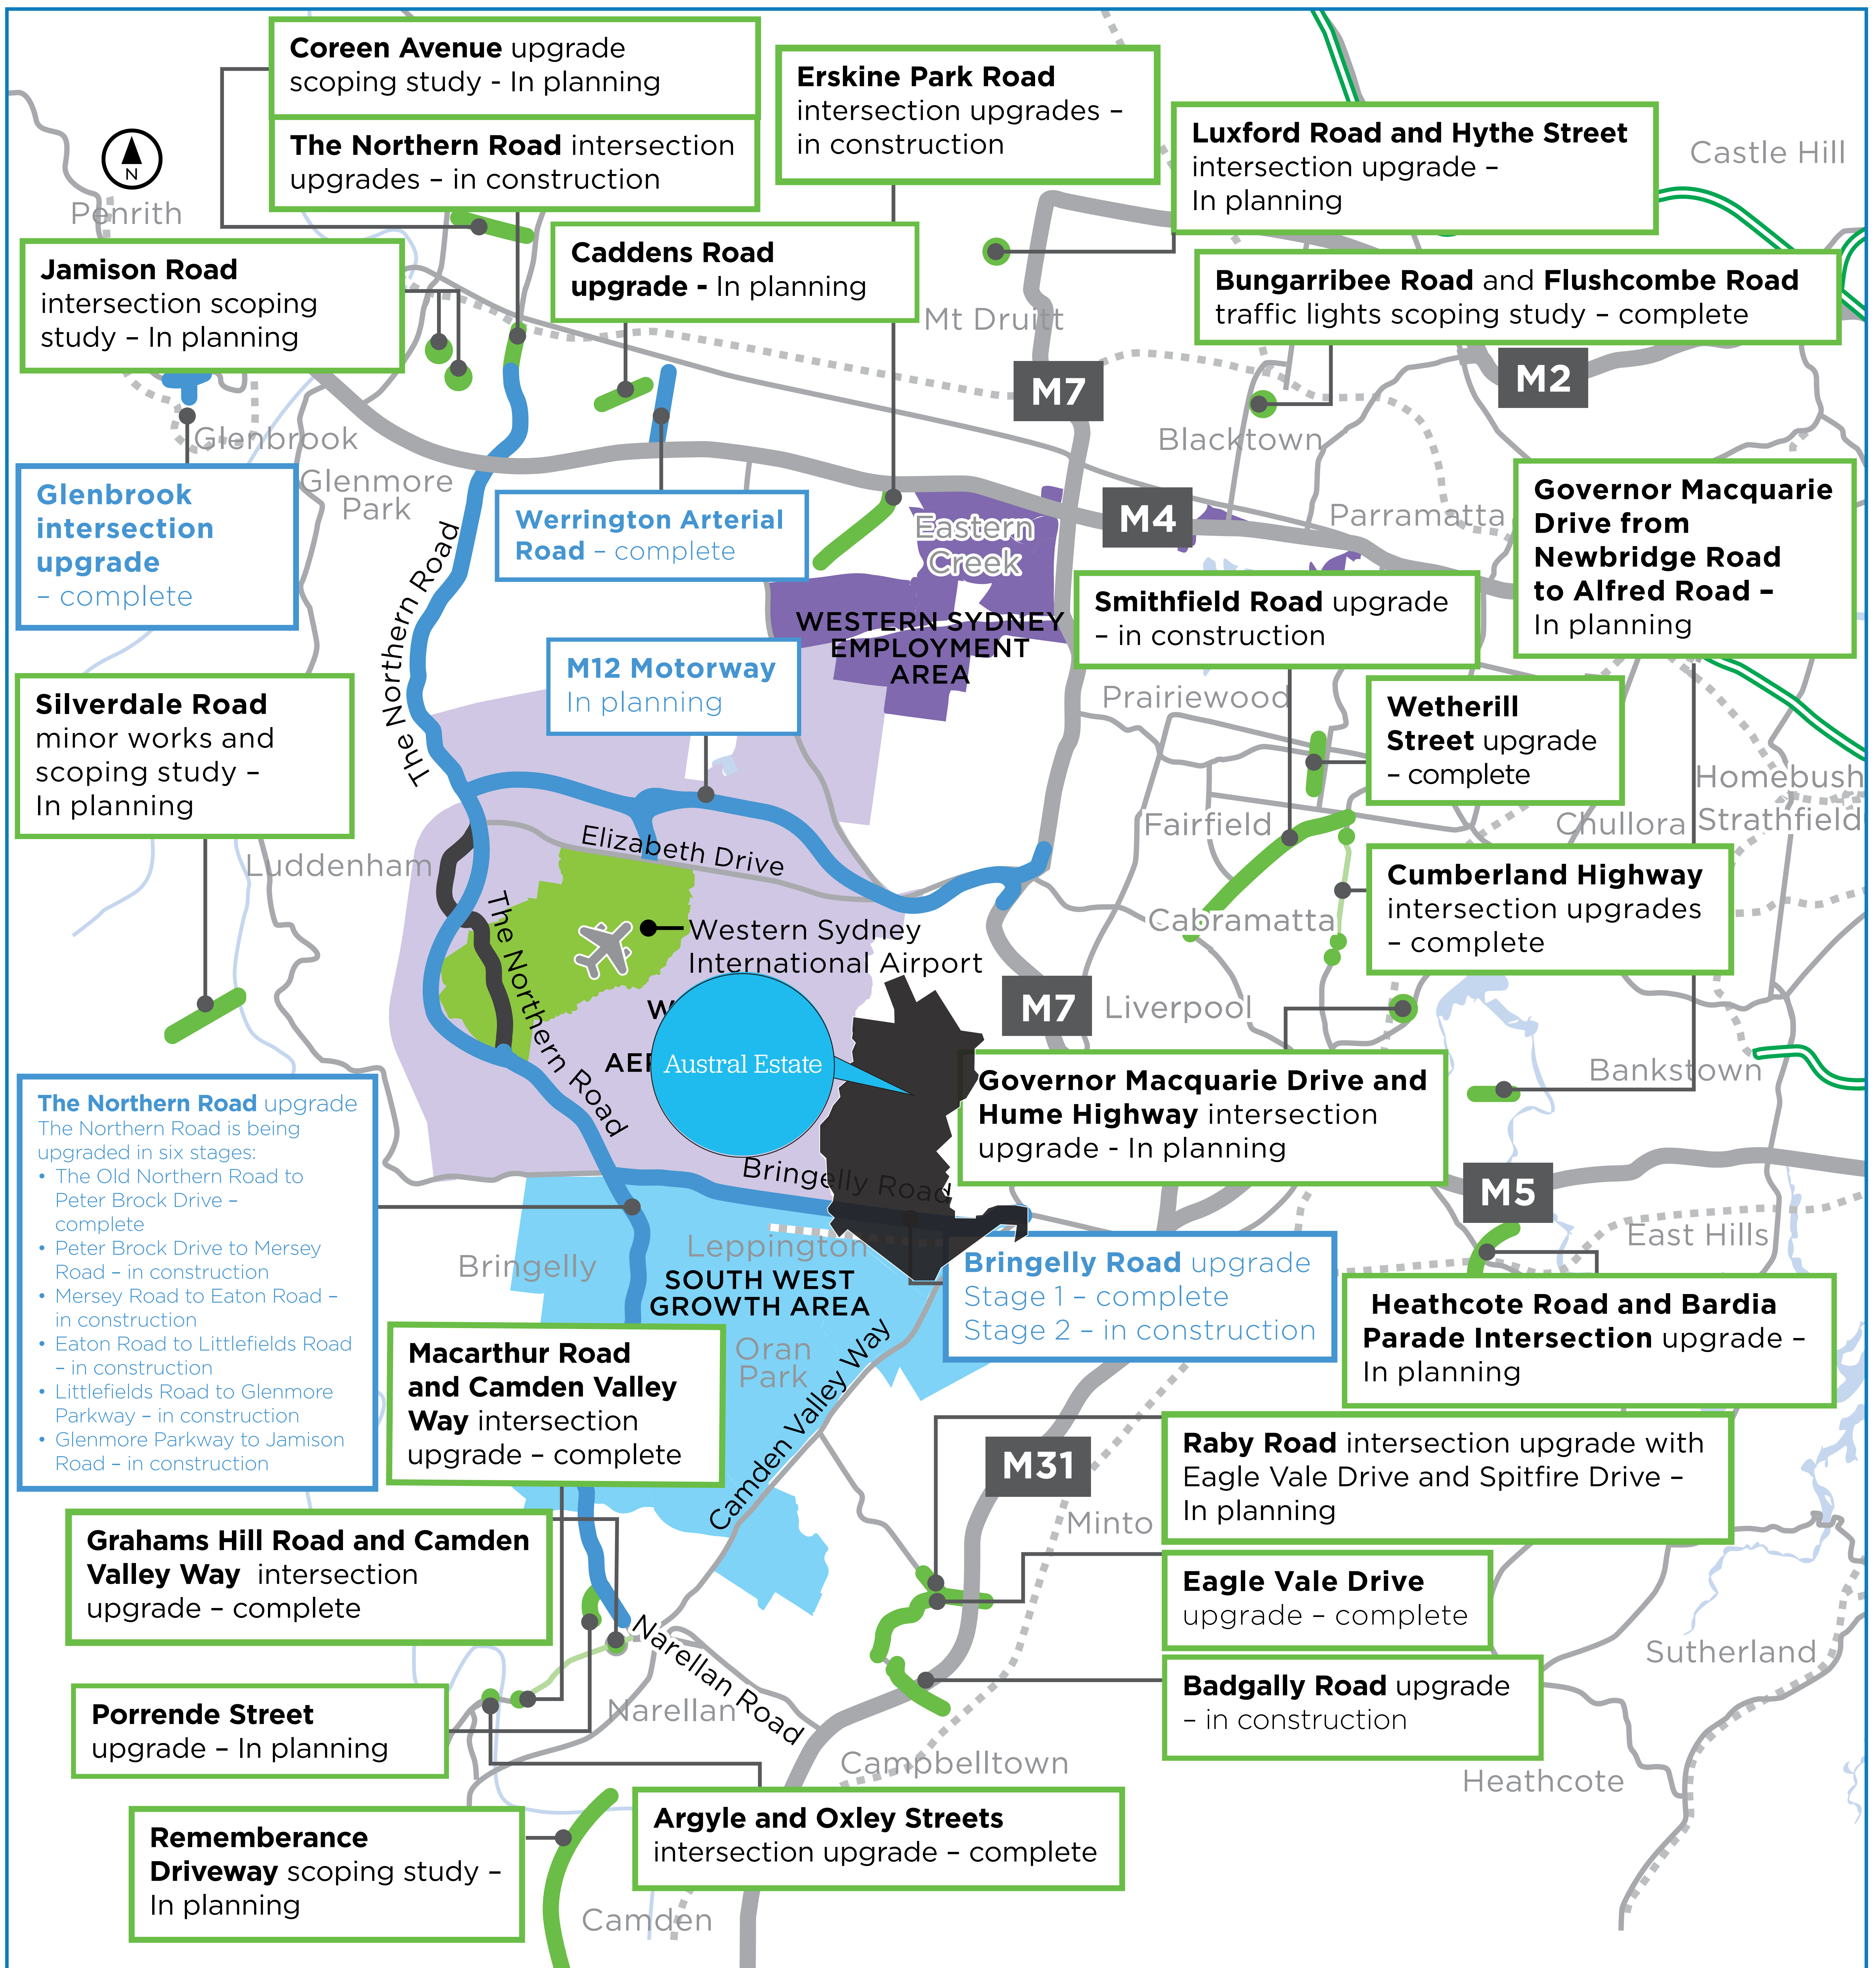 Coreen Avenue upgrade
scoping study - In planning
The Northern Road intersection
upgrades – in construction
Erskine Park Road
intersection upgrades –
in construction
Luxford Road and Hythe Street
intersection upgrade –
In planning
Castle Hill
N
Penrith
Jamison Road
intersection scoping
study – In planning
Caddens Road
upgrade - In planning
Mt Druitt
Bungarribee Road and Flushcombe Road
traffic lights scoping study – complete
M7
M2
Glenbrook
Blacktown
Glenbrook
intersection
upgrade
– complete
Glenmore
Park
Werrington Arterial
Road – complete
Eastern
Creek
M4
Parramatta
Governor Macquarie
Drive from
Newbridge Road
to Alfred Road –
In planning
The Northern Road
WESTERN SYDNEY
EMPLOYMENT
AREA
Smithfield Road upgrade
– in construction
M12 Motorway
In planning
Prairiewood
Silverdale Road
minor works and
scoping study –
In planning
Wetherill
Street upgrade
– complete
Homebush
Fairfield
Chullora
Strathfield
Elizabeth Drive
Luddenham
Cumberland Highway
intersection upgrades
– complete
Cabramatta
The Northern Road
Western Sydney
International Airport
W
M7
Liverpool
AER
Austral Estate
Bankstown
Governor Macquarie Drive and
Hume Highway intersection
upgrade - In planning
The Northern Road upgrade
The Northern Road is being
upgraded in six stages:
• The Old Northern Road to
Peter Brock Drive –
complete
• Peter Brock Drive to Mersey
Road – in construction
• Mersey Road to Eaton Road –
in construction
• Eaton Road to Littlefields Road
– in construction
• Littlefields Road to Glenmore
Parkway – in construction
• Glenmore Parkway to Jamison
Road – in construction
Bringelly Road
M5
East Hills
Bringelly
Leppington
SOUTH WEST
GROWTH AREA
Bringelly Road upgrade
Stage 1 – complete
Stage 2 – in construction
Heathcote Road and Bardia
Parade Intersection upgrade –
In planning
Macarthur Road
and Camden Valley
Way intersection
upgrade – complete
Oran
Park
Camden Valley Way
M31
Raby Road intersection upgrade with
Eagle Vale Drive and Spitfire Drive –
In planning
Minto
Grahams Hill Road and Camden
Valley Way intersection
upgrade – complete
Eagle Vale Drive
upgrade – complete
Narellan Road
Sutherland
Porrende Street
upgrade – In planning
Narellan
Badgally Road upgrade
– in construction
Campbelltown
Heathcote
Rememberance
Driveway scoping study –
In planning
Argyle and Oxley Streets
intersection upgrade – complete
Camden